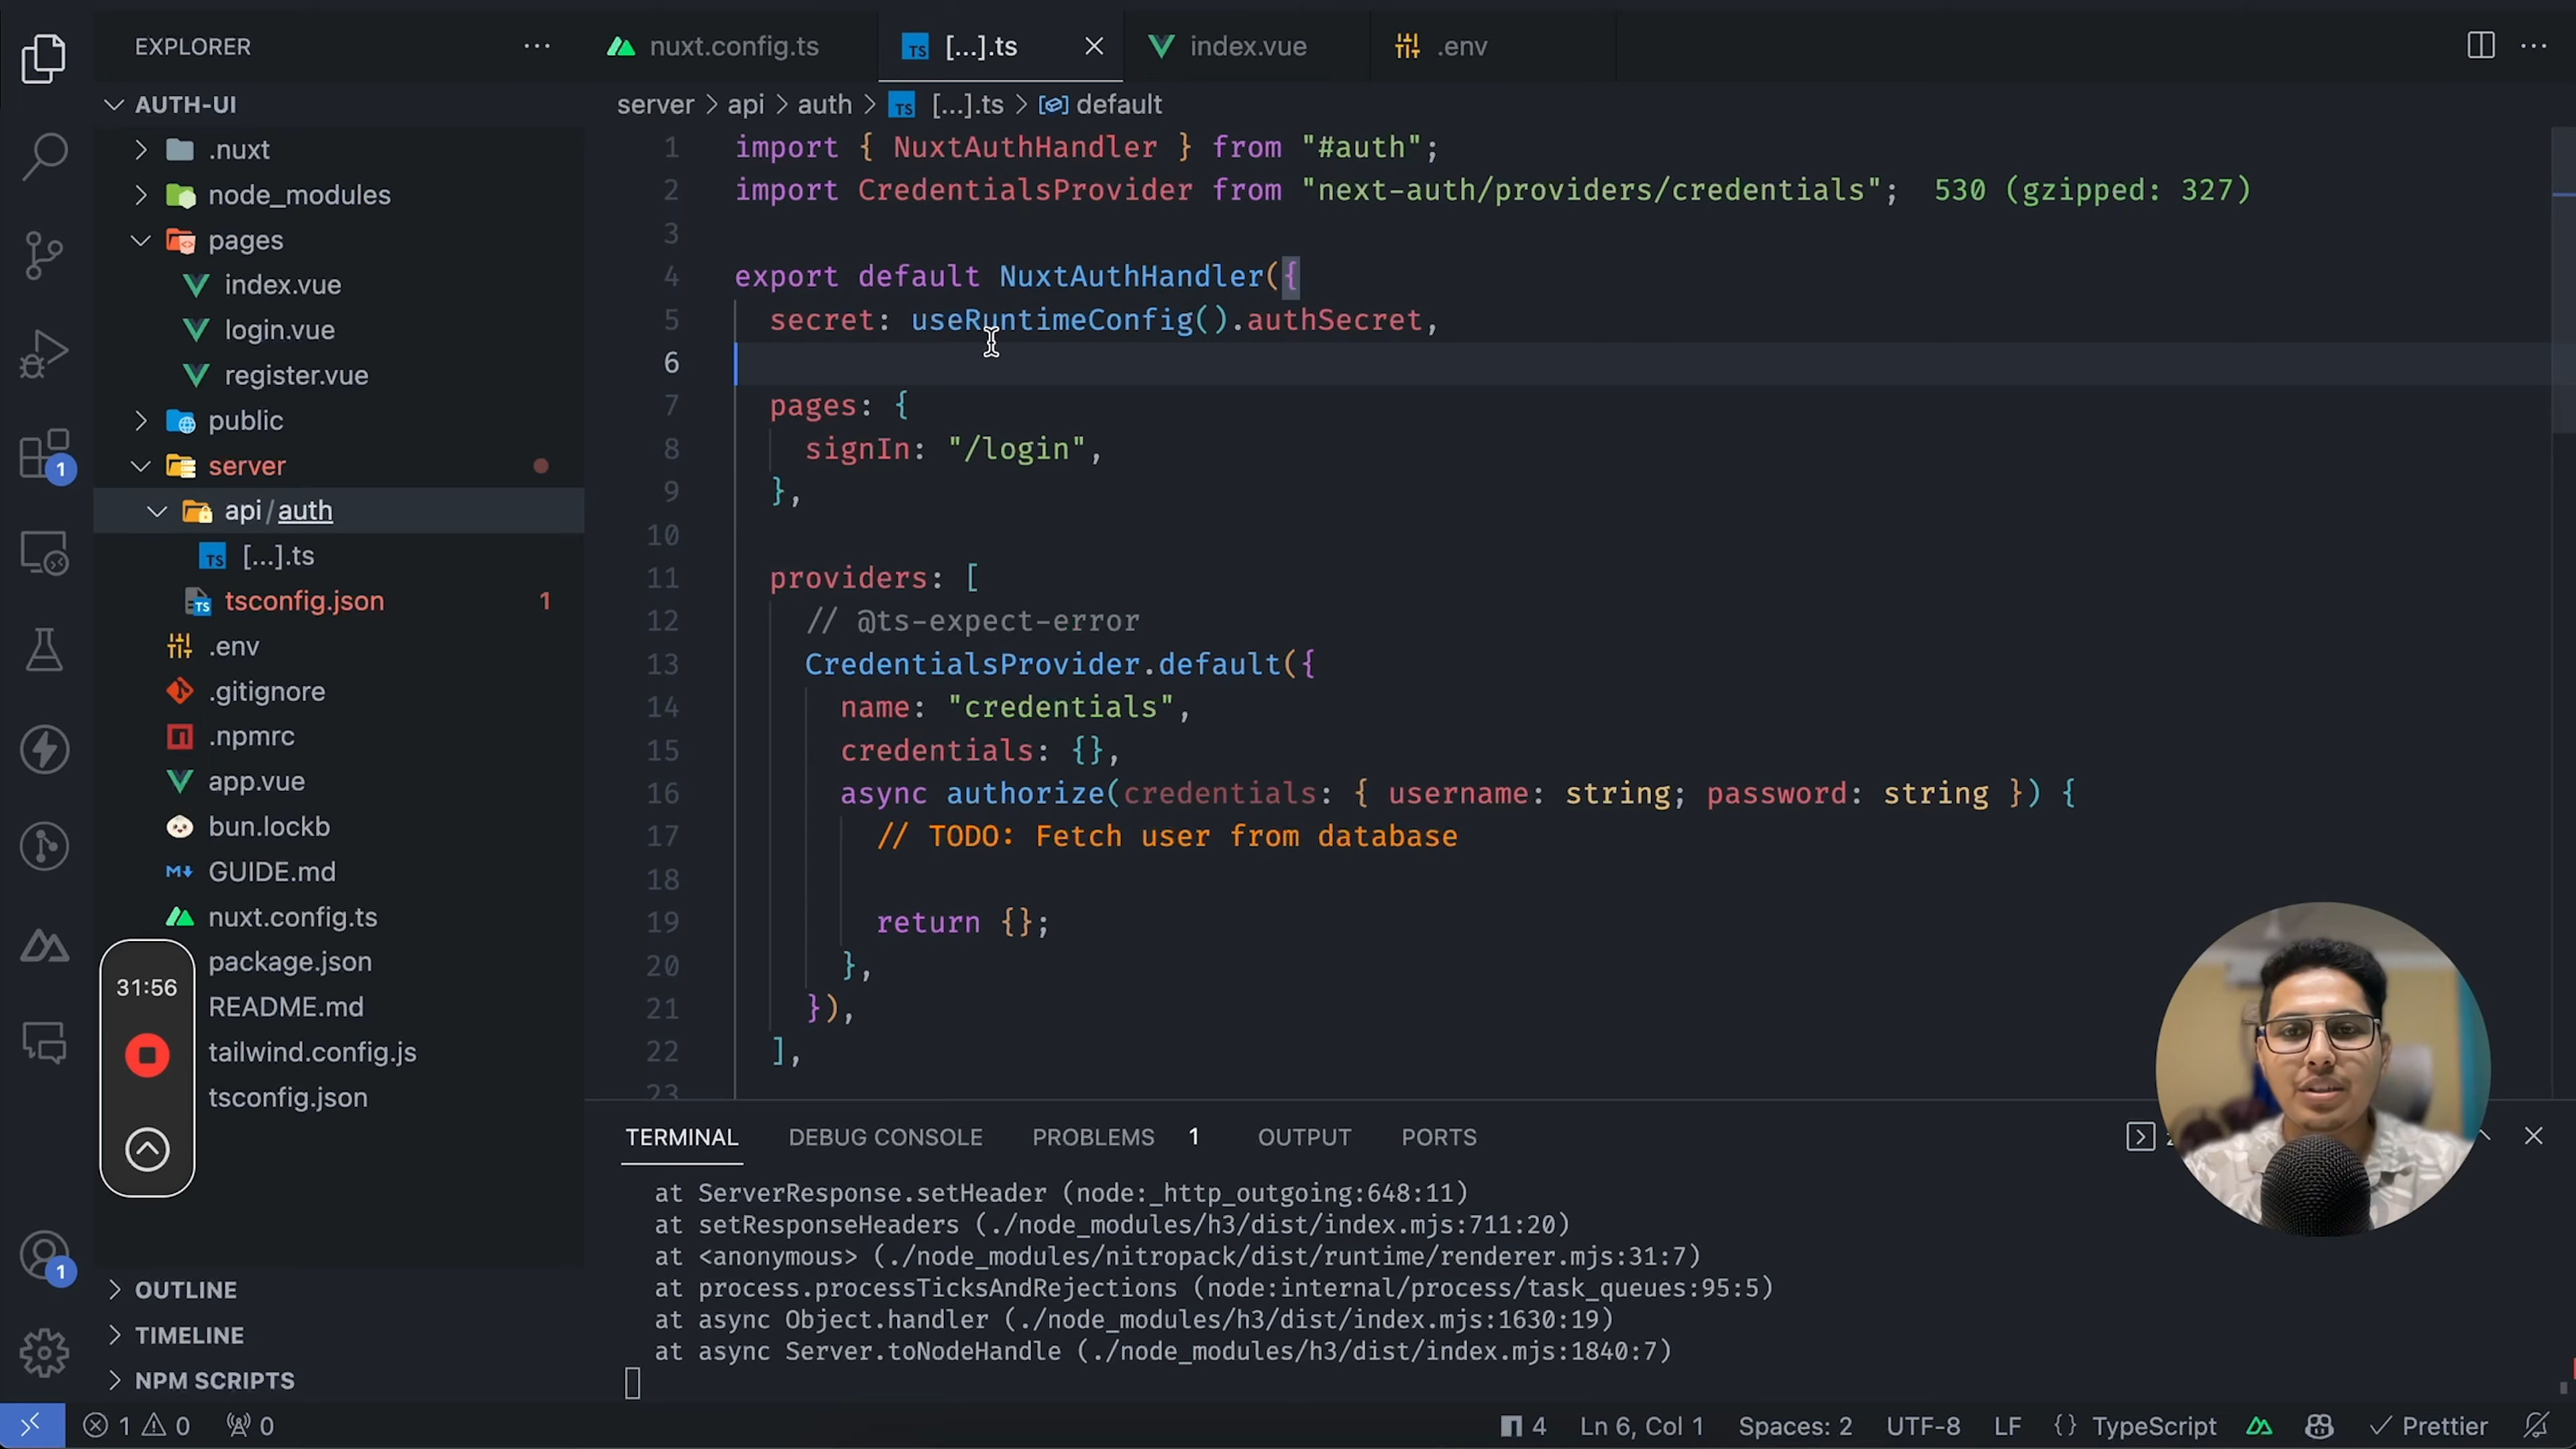 EXPLORER
AUTH-UI
.nuxt
node_modules
pages
index.vue
login.vue
register.vue
public
server
api/auth
[...].ts
tsconfig.json 1
.env
.gitignore
.npmrc
app.vue
bun.lockb
GUIDE.md
nuxt.config.ts
package.json
README.md
tailwind.config.js
tsconfig.json
31:56
OUTLINE
TIMELINE
NPM SCRIPTS
1
1
nuxt.config.ts
[...].ts
index.vue
.env
server > api > auth > TS [...].ts > default
1 import { NuxtAuthHandler } from "#auth";
2 import CredentialsProvider from "next-auth/providers/credentials"; 530 (gzipped: 327)
3
4 export default NuxtAuthHandler({
5 secret: useRuntimeConfig().authSecret,
6
7 pages: {
8 signIn: "/login",
9 },
10
11 providers: [
12 // @ts-expect-error
13 CredentialsProvider.default({
14 name: "credentials",
15 credentials: {},
16 async authorize(credentials: { username: string; password: string }) {
17 // TODO: Fetch user from database
18
19 return {};
20 },
21 }),
22 ],
23
TERMINAL DEBUG CONSOLE PROBLEMS 1 OUTPUT PORTS
at ServerResponse.setHeader (node:_http_outgoing:648:11)
at setResponseHeaders (./node_modules/h3/dist/index.mjs:711:20)
at <anonymous> (./node_modules/nitropack/dist/runtime/renderer.mjs:31:7)
at process.processTicksAndRejections (node:internal/process/task_queues:95:5)
at async Object.handler (./node_modules/h3/dist/index.mjs:1630:19)
at async Server.toNodeHandle (./node_modules/h3/dist/index.mjs:1840:7)
1 0 0 4 Ln 6, Col 1 Spaces: 2 UTF-8 LF {} TypeScript Prettier